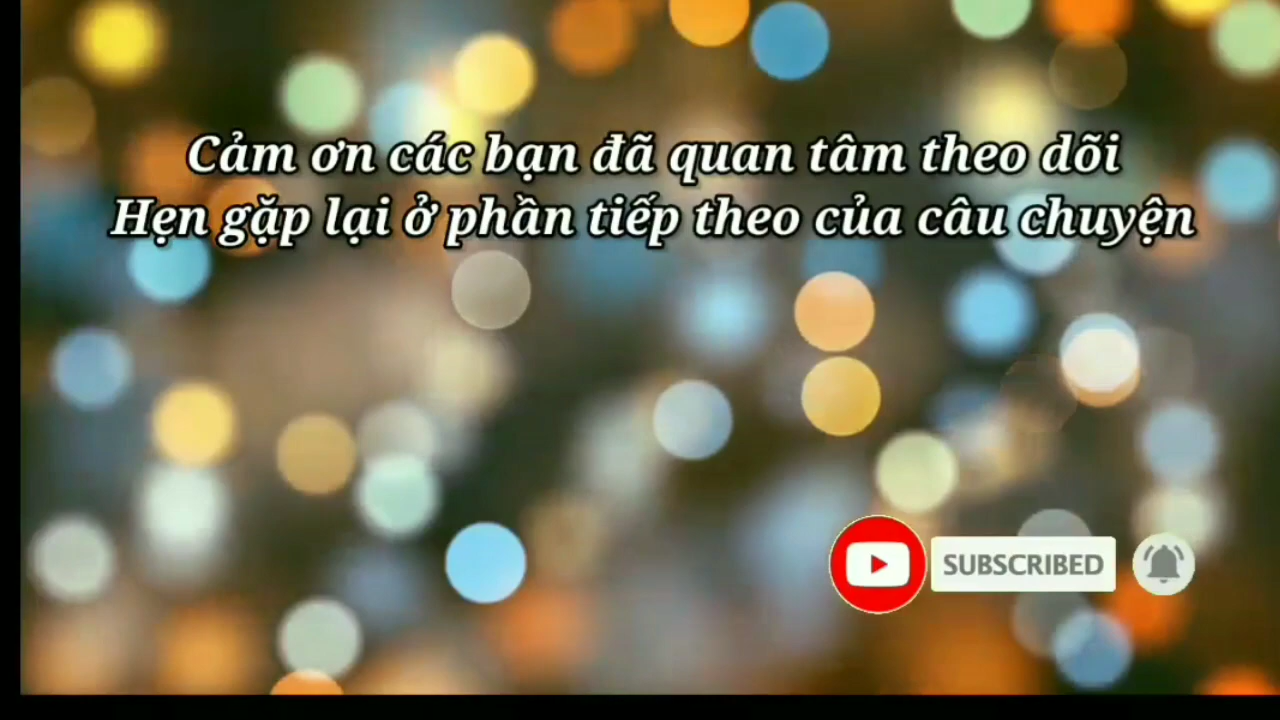 Cảm ơn các bạn đã quan tâm theo dõi
Hẹn gặp lại ở phần tiếp theo của câu chuyện
SUBSCRIBED